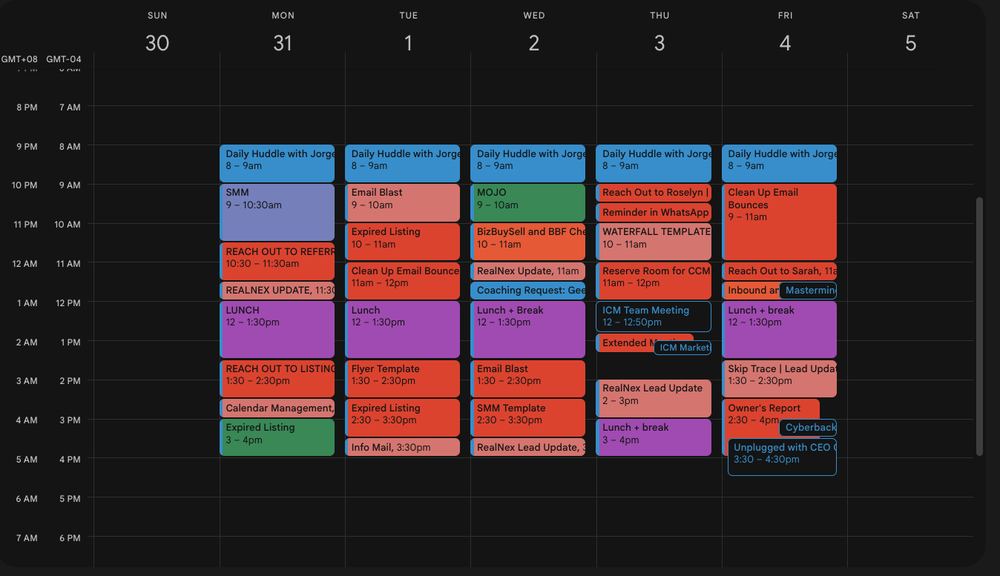 SUN MON TUE WED THU FRI SAT
30 31 1 2 3 4 5
GMT+08 GMT-04
8 PM 7 AM
9 PM 8 AM
10 PM 9 AM
11 PM 10 AM
12 AM 11 AM
1 AM 12 PM
2 AM 1 PM
3 AM 2 PM
4 AM 3 PM
5 AM 4 PM
6 AM 5 PM
7 AM 6 PM
Daily Huddle with Jorge
8 – 9am
SMM
9 – 10:30am
REACH OUT TO REFERR
10:30 – 11:30am
REALNEX UPDATE, 11:30
LUNCH
12 – 1:30pm
REACH OUT TO LISTING
1:30 – 2:30pm
Calendar Management,
Expired Listing
3 – 4pm
Daily Huddle with Jorge
8 – 9am
Email Blast
9 – 10am
Expired Listing
10 – 11am
Clean Up Email Bounce
11am – 12pm
Lunch
12 – 1:30pm
Flyer Template
1:30 – 2:30pm
Expired Listing
2:30 – 3:30pm
Info Mail, 3:30pm
Daily Huddle with Jorge
8 – 9am
MOJO
9 – 10am
BizBuySell and BBF Che
10 – 11am
RealNex Update, 11am
Coaching Request: Gee
Lunch + Break
12 – 1:30pm
Email Blast
1:30 – 2:30pm
SMM Template
2:30 – 3:30pm
RealNex Lead Update, 3
Daily Huddle with Jorge
8 – 9am
Reach Out to Roselyn |
Reminder in WhatsApp
WATERFALL TEMPLATE
10 – 11am
Reserve Room for CCM
11am – 12pm
ICM Team Meeting
12 – 12:50pm
Extended M
ICM Marketi
RealNex Lead Update
2 – 3pm
Lunch + break
3 – 4pm
Daily Huddle with Jorge
8 – 9am
Clean Up Email
Bounces
9 – 11am
Reach Out to Sarah, 11a
Inbound an
Mastermin
Lunch + break
12 – 1:30pm
Skip Trace | Lead Updat
1:30 – 2:30pm
Owner's Report
2:30 – 4pm
Cyberback
Unplugged with CEO C
3:30 – 4:30pm